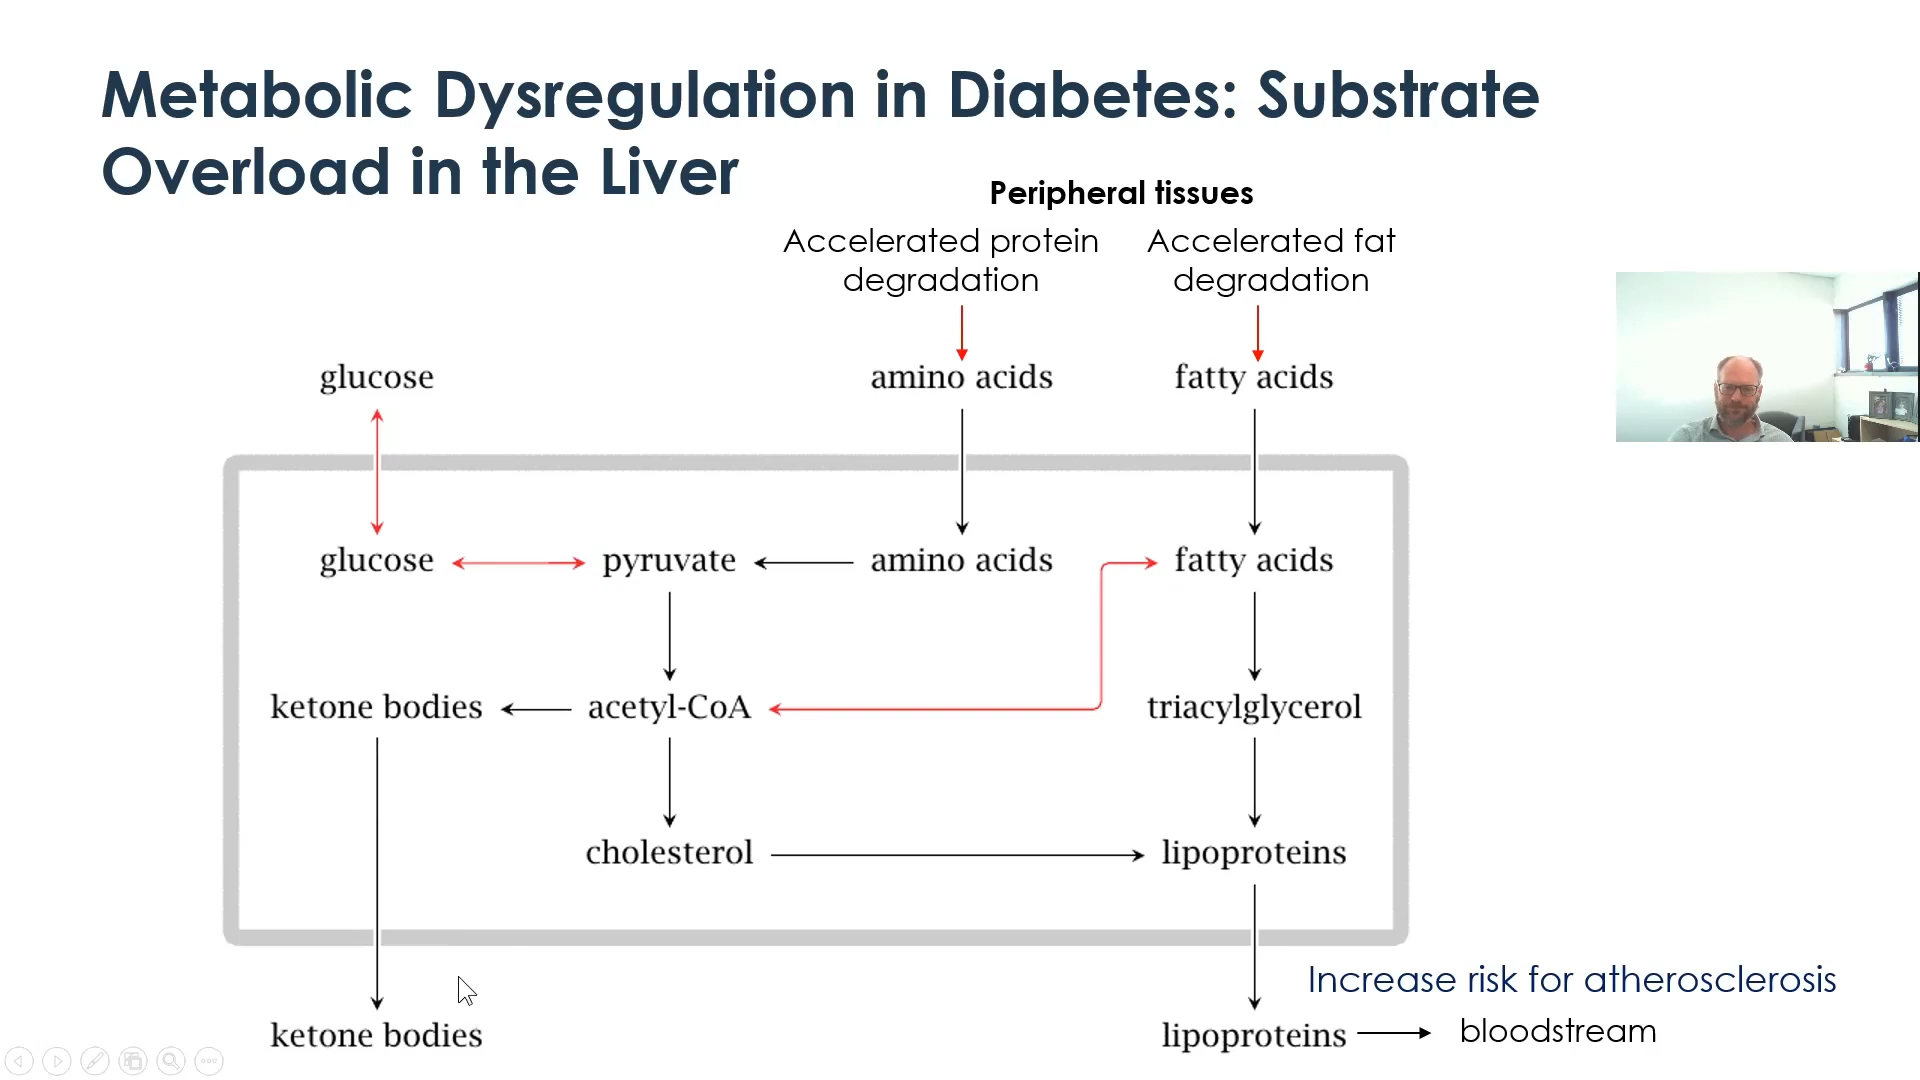 Metabolic Dysregulation in Diabetes: Substrate
Overload in the Liver
Peripheral tissues
Accelerated protein
degradation
Accelerated fat
degradation
glucose
amino acids
fatty acids
glucose
pyruvate
amino acids
fatty acids
ketone bodies
acetyl-CoA
triacylglycerol
cholesterol
lipoproteins
Increase risk for atherosclerosis
ketone bodies
lipoproteins
bloodstream